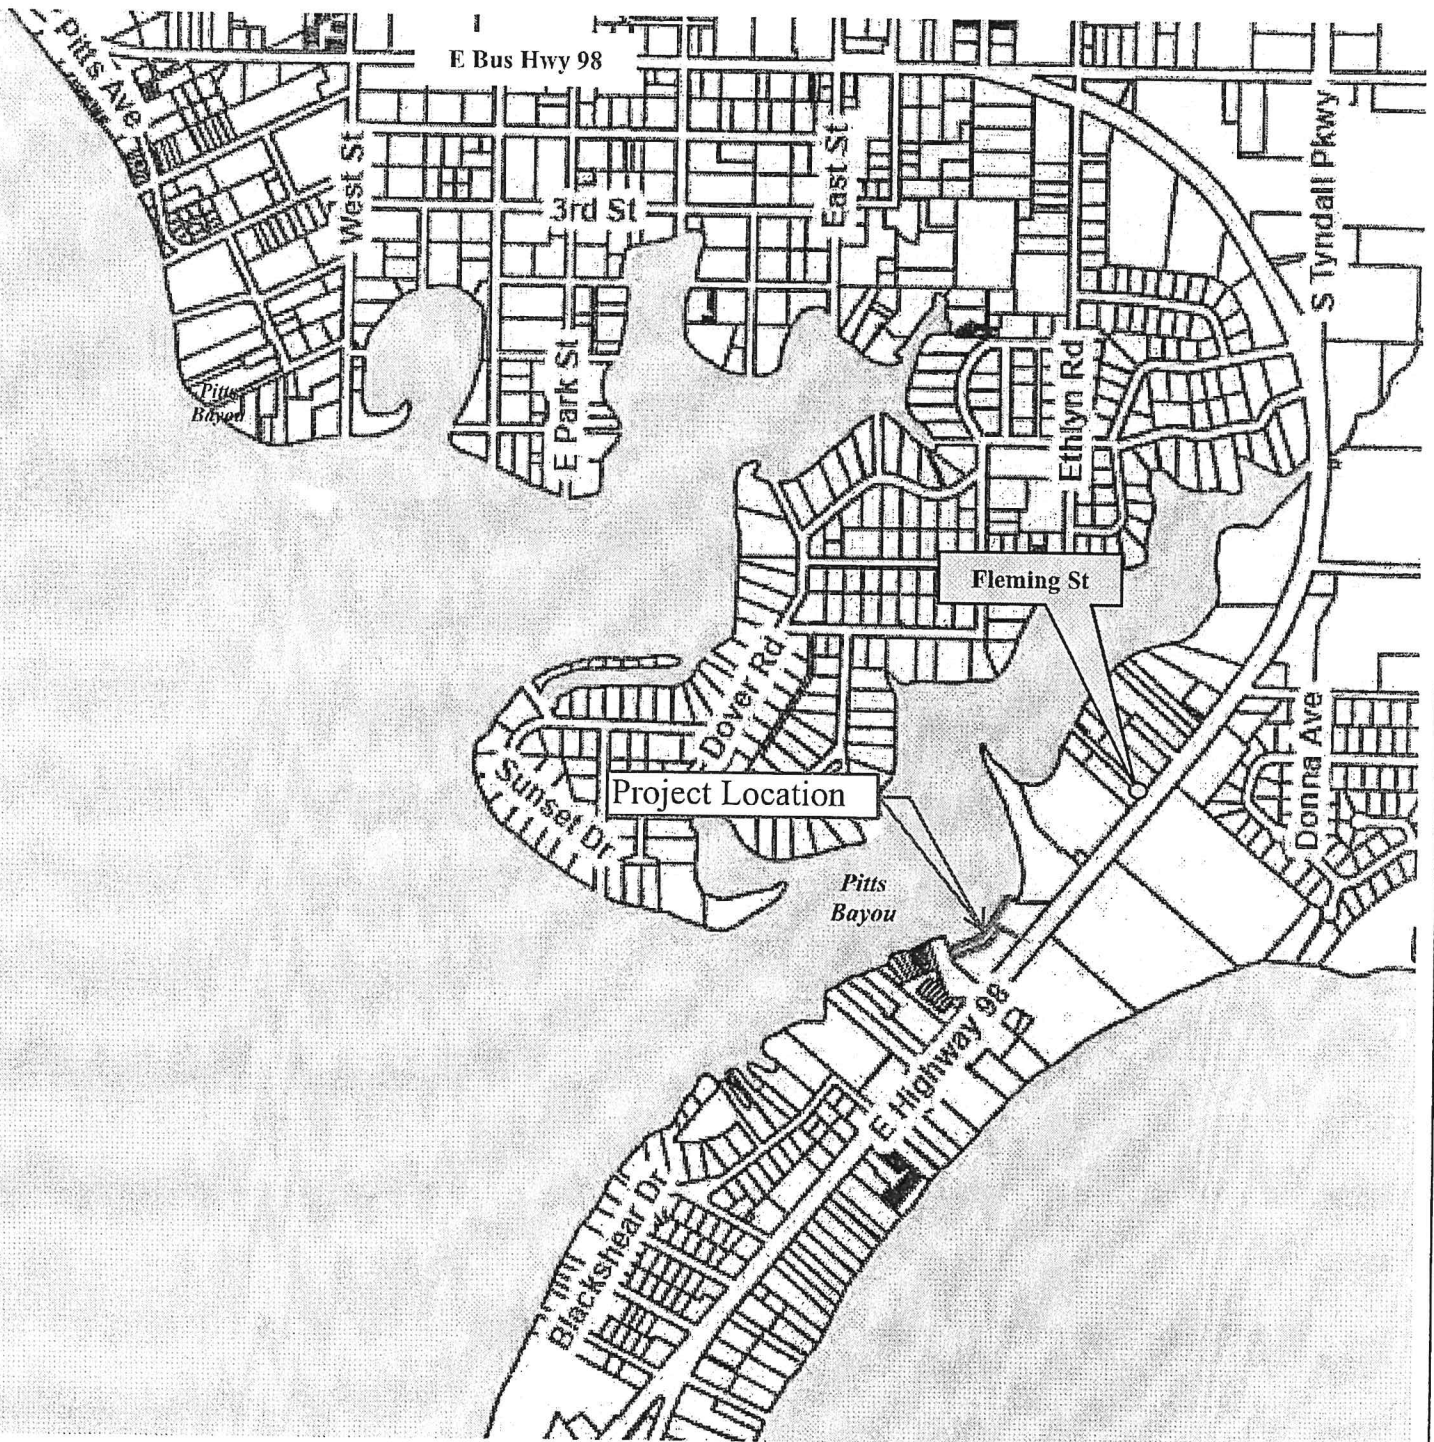 Pitts Ave
E Bus Hwy 98
West St
3rd St
East St
S Tyndall Pkwy
E Park St
Ethlyn Rd
Pitts
Bayou
Fleming St
Dover Rd
Donna Ave
Sunset Dr
Project Location
Pitts
Bayou
E Highway 98
Blackshear Dr